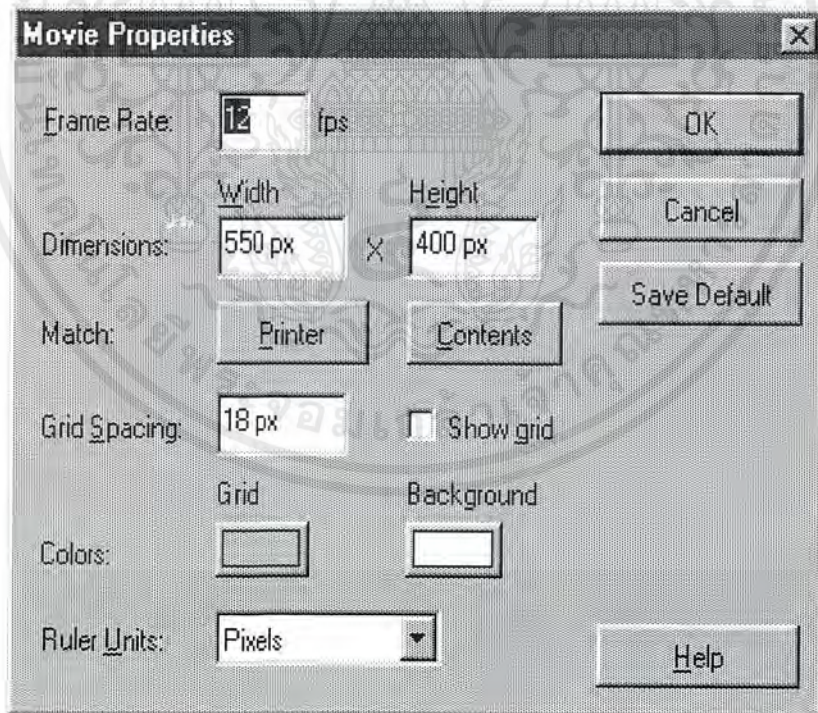 Movie Properties
Frame Rate: 12 fps
OK
Width Height
Dimensions: 550 px x 400 px
Cancel
Save Default
Match: Printer Contents
Grid Spacing: 18 px Show grid
Grid Background
Colors:
Ruler Units: Pixels
Help